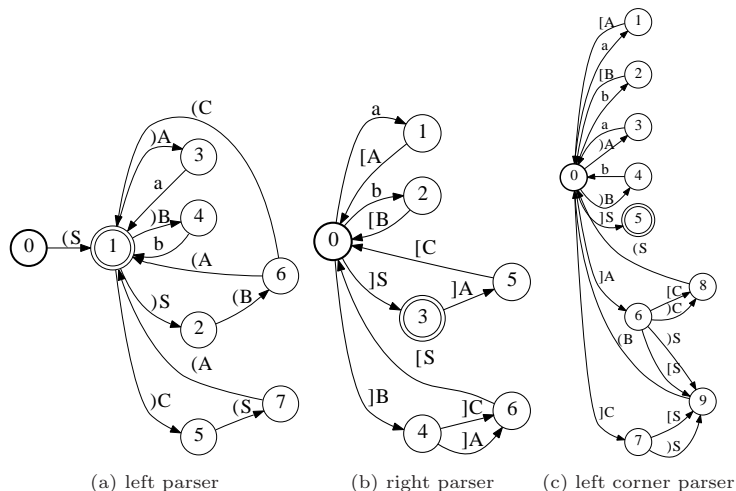 (C
)A
3
a
)B
4
b
0
(S
1
(A
6
)S
(B
2
(A
)C
(S
7
5
(a) left parser
a
1
[A
b
2
[B
0
[C
]S
]A
5
3
[S
]B
]C
6
4
]A
(b) right parser
[A
1
a
[B
2
b
a
3
)A
0
b
4
)B
]S
5
(S
]A
[C
8
6
)C
(B
)S
[S
9
]C
[S
7
)S
(c) left corner parser